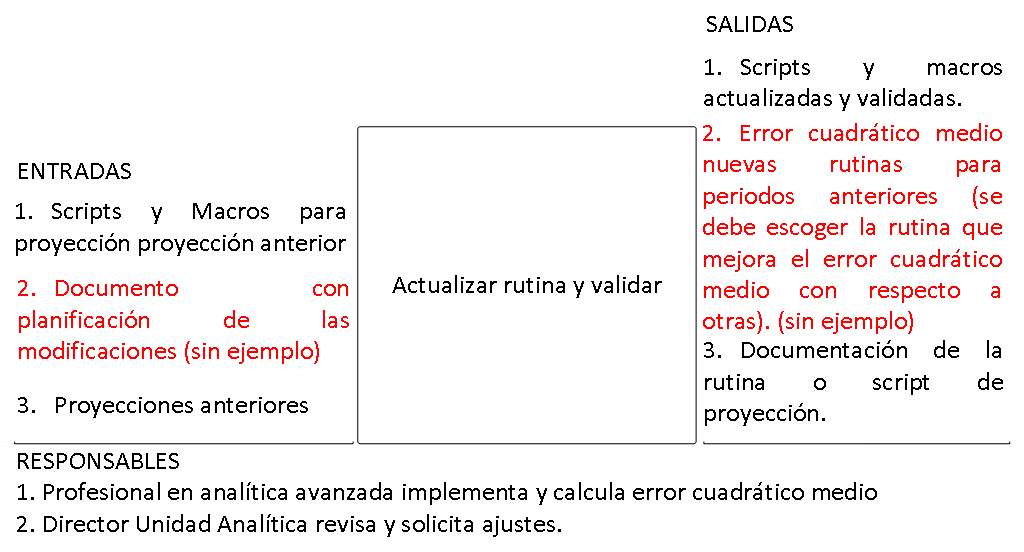 ENTRADAS
1. Scripts y Macros para
proyección proyección anterior
2. Documento con
planificación de las
modificaciones (sin ejemplo)
3. Proyecciones anteriores
Actualizar rutina y validar
SALIDAS
1. Scripts y macros
actualizadas y validadas.
2. Error cuadrático medio
nuevas rutinas para
periodos anteriores (se
debe escoger la rutina que
mejora el error cuadrático
medio con respecto a
otras). (sin ejemplo)
3. Documentación de la
rutina o script de
proyección.
RESPONSABLES
1. Profesional en analítica avanzada implementa y calcula error cuadrático medio
2. Director Unidad Analítica revisa y solicita ajustes.